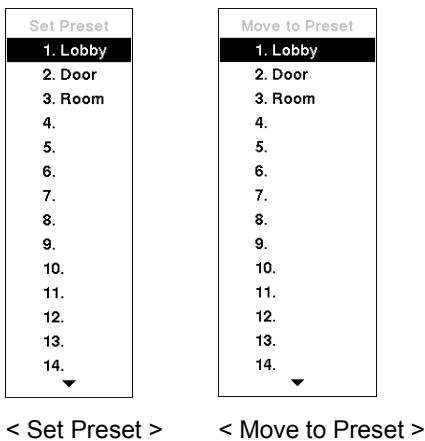 Set Preset
1. Lobby
2. Door
3. Room
4.
5.
6.
7.
8.
9.
10.
11.
12.
13.
14.
< Set Preset >
Move to Preset
1. Lobby
2. Door
3. Room
4.
5.
6.
7.
8.
9.
10.
11.
12.
13.
14.
< Move to Preset >